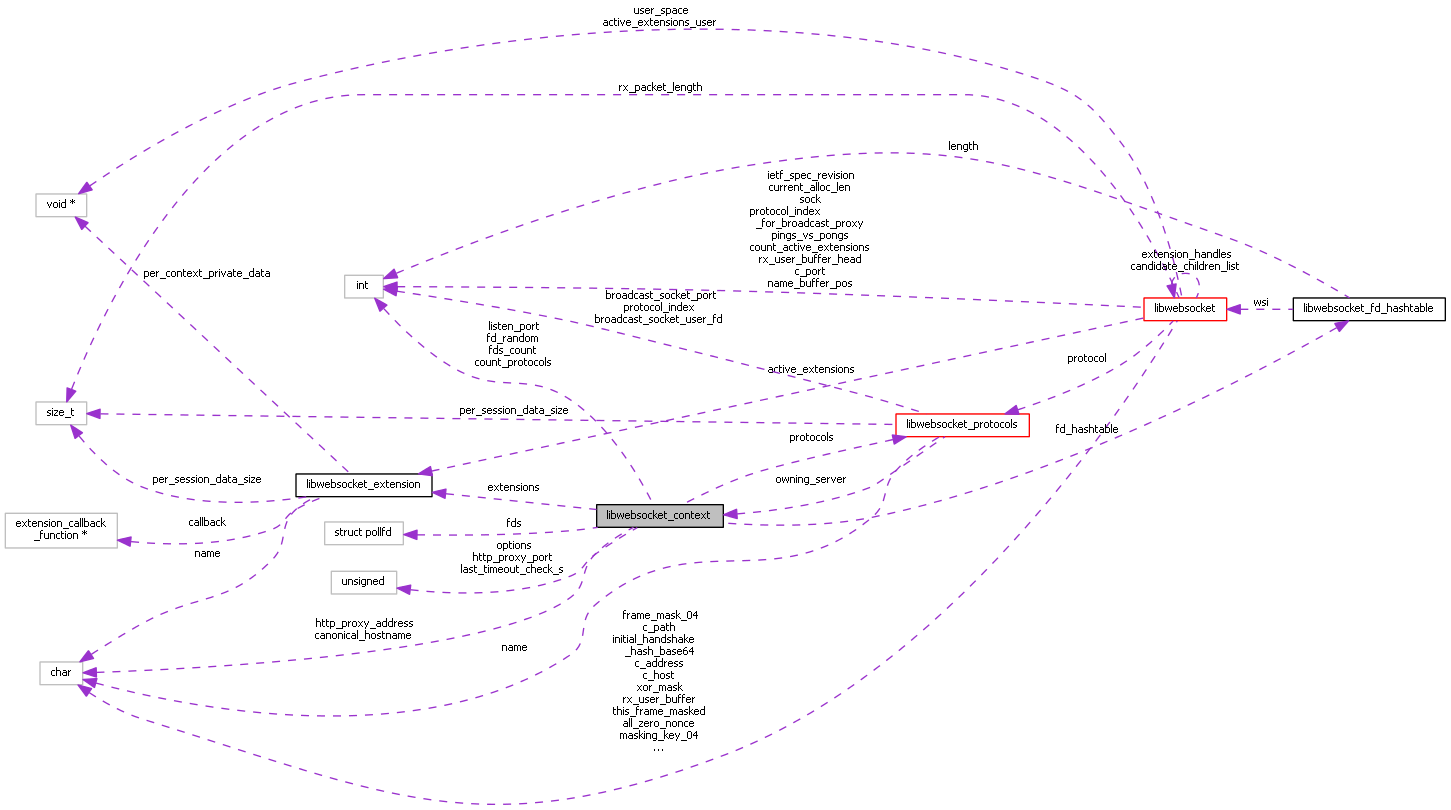 user_space
active_extensions_user
rx_packet_length
length
ietf_spec_revision
current_alloc_len
sock
protocol_index
_for_broadcast_proxy
pings_vs_pongs
count_active_extensions
rx_user_buffer_head
c_port
name_buffer_pos
void *
per_context_private_data
extension_handles
candidate_children_list
int
broadcast_socket_port
protocol_index
broadcast_socket_user_fd
libwebsocket
wsi
libwebsocket_fd_hashtable
listen_port
fd_random
fds_count
count_protocols
protocol
active_extensions
size_t
per_session_data_size
libwebsocket_protocols
fd_hashtable
protocols
per_session_data_size
libwebsocket_extension
extensions
owning_server
libwebsocket_context
extension_callback
_function *
callback
struct pollfd
fds
name
options
http_proxy_port
last_timeout_check_s
unsigned
http_proxy_address
canonical_hostname
name
char
frame_mask_04
c_path
initial_handshake
_hash_base64
c_address
c_host
xor_mask
rx_user_buffer
this_frame_masked
all_zero_nonce
masking_key_04
...